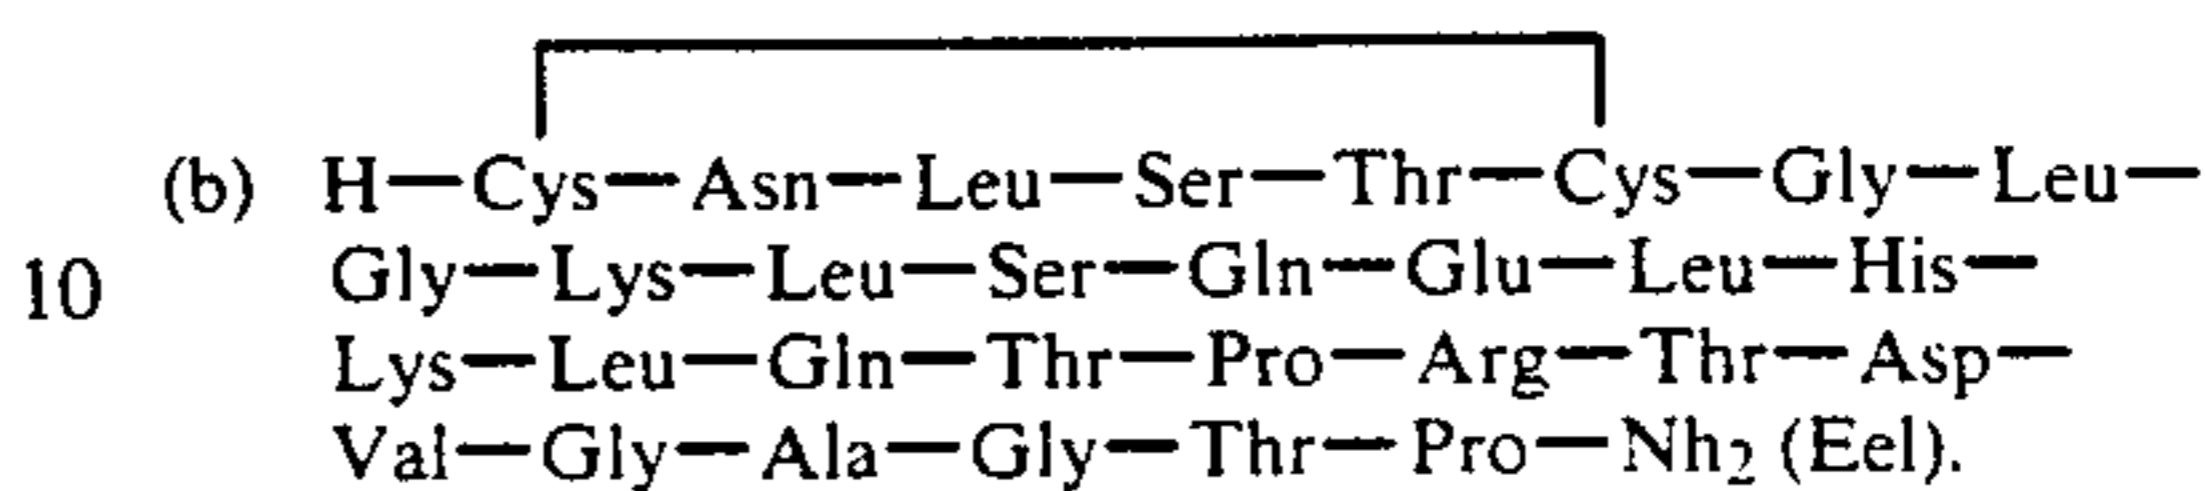 (b) H—Cys—Asn—Leu—Ser—Thr—Cys—Gly—Leu—
10 Gly—Lys—Leu—Ser—Gln—Glu—Leu—His—
Lys—Leu—Gln—Thr—Pro—Arg—Thr—Asp—
Val—Gly—Ala—Gly—Thr—Pro—Nh₂ (Eel).